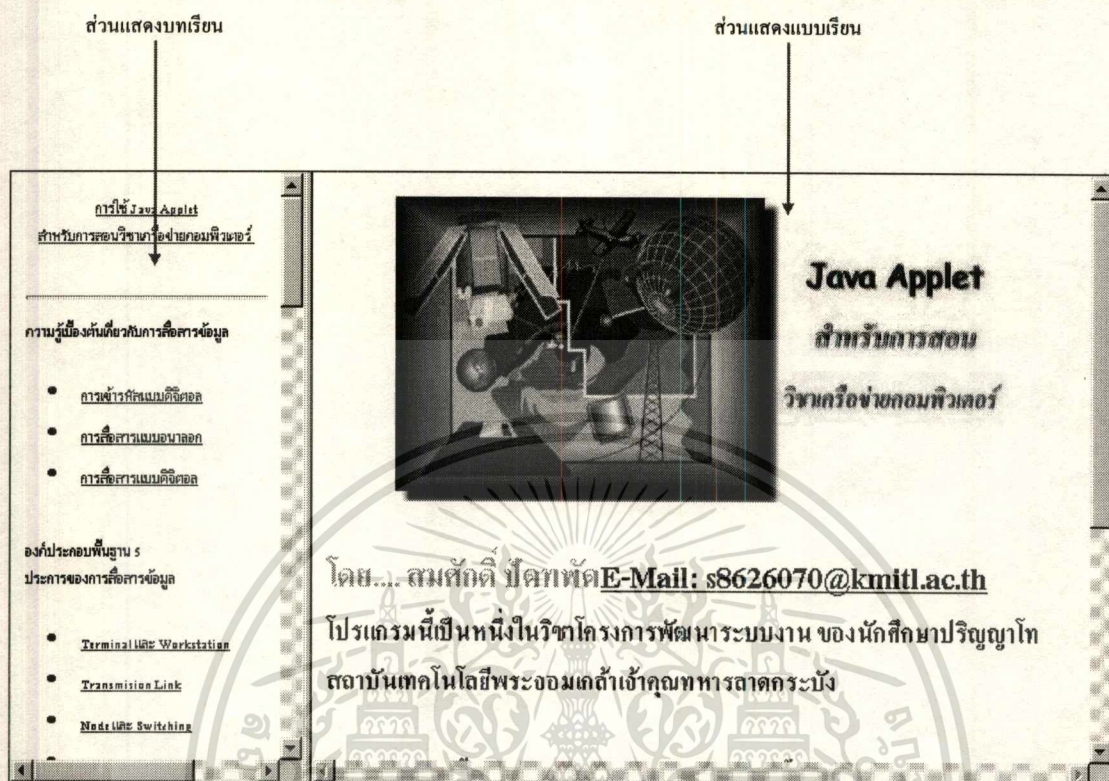 ส่วนแสดงบทเรียน
ส่วนแสดงแบบเรียน
การใช้ Java Applet
สำหรับการสอนวิชาเครือข่ายคอมพิวเตอร์
ความรู้เบื้องต้นเกี่ยวกับการสื่อสารข้อมูล
• การเข้ารหัสแบบดิจิตอล
• การสื่อสารแบบอนาลอก
• การสื่อสารแบบดิจิตอล
องค์ประกอบพื้นฐาน 5
ประการของการสื่อสารข้อมูล
• Terminal และ Workstation
• Transmision Link
• Node และ Switching
Java Applet
สำหรับการสอน
วิชาเครือข่ายคอมพิวเตอร์
โดย.... สมศักดิ์ ปัตทพัด E-Mail: s8626070@kmitl.ac.th
โปรแกรมนี้เป็นหนึ่งในวิชาโครงการพัฒนาระบบงาน ของนักศึกษาปริญญาโท
สถาบันเทคโนโลยีพระจอมเกล้าเจ้าคุณทหารลาดกระบัง